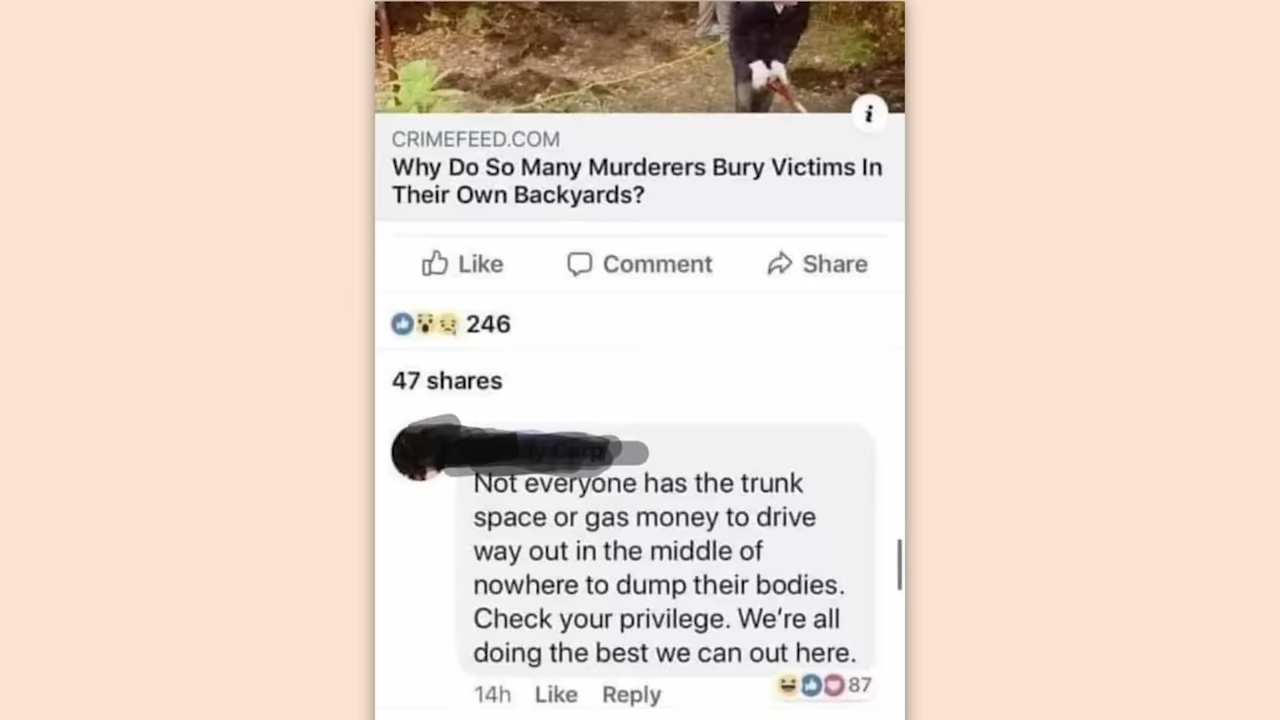 CRIMEFEED.COM
Why Do So Many Murderers Bury Victims In
Their Own Backyards?
Like Comment Share
246
47 shares
Not everyone has the trunk
space or gas money to drive
way out in the middle of
nowhere to dump their bodies.
Check your privilege. We're all
doing the best we can out here.
14h Like Reply 87